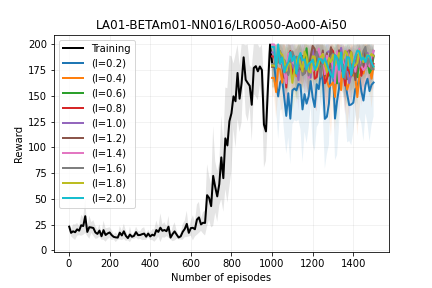 LA01-BETAm01-NN016/LR0050-Ao00-Ai50
Reward
200
175
150
125
100
75
50
25
0
Training
(l=0.2)
(l=0.4)
(l=0.6)
(l=0.8)
(l=1.0)
(l=1.2)
(l=1.4)
(l=1.6)
(l=1.8)
(l=2.0)
0 200 400 600 800 1000 1200 1400
Number of episodes